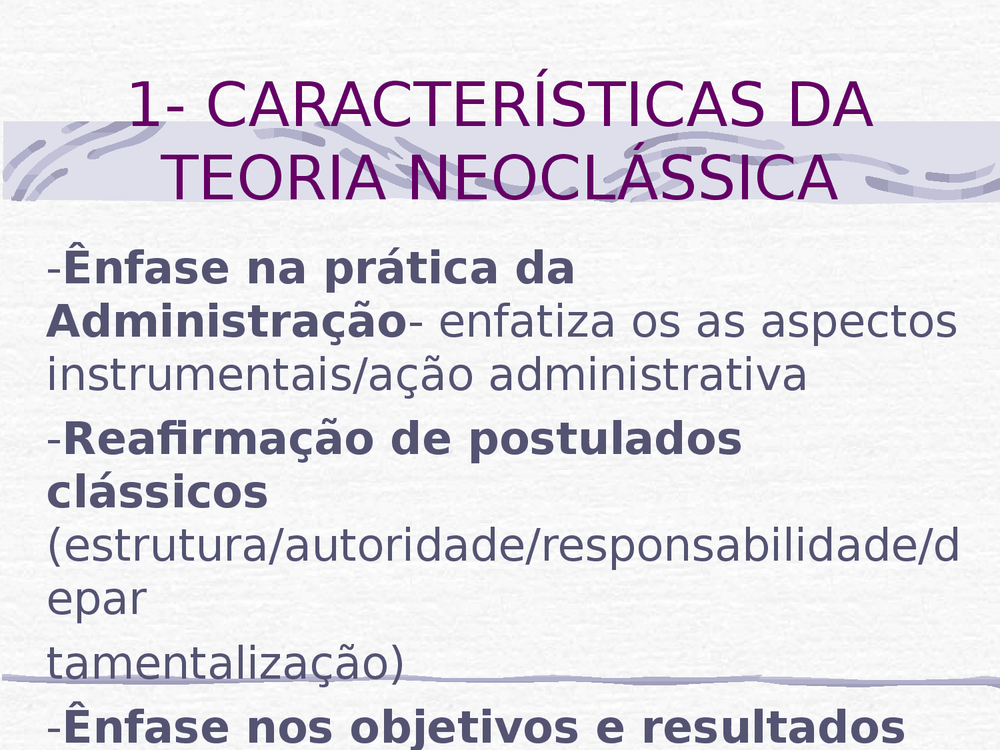 1- CARACTERÍSTICAS DA
TEORIA NEOCLÁSSICA
-Ênfase na prática da
Administração- enfatiza os as aspectos
instrumentais/ação administrativa
-Reafirmação de postulados
clássicos
(estrutura/autoridade/responsabilidade/d
epar
tamentalização)
-Ênfase nos objetivos e resultados